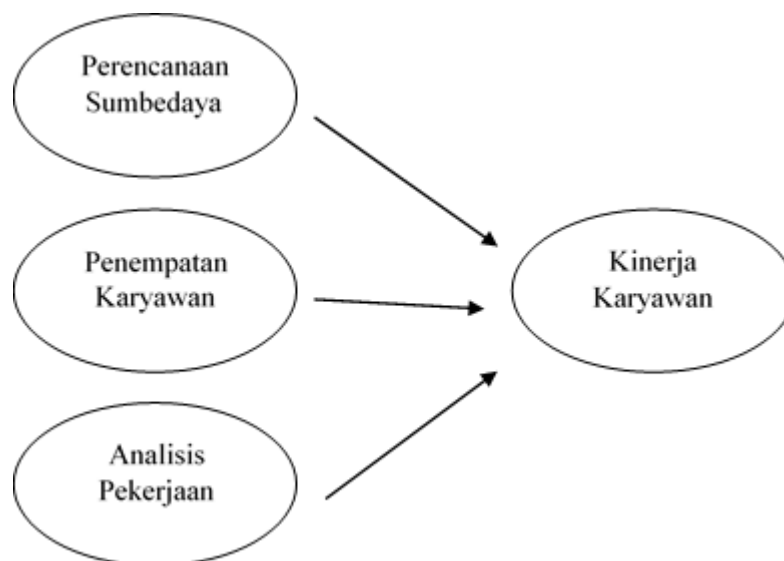 Perencanaan
Sumbedaya
Penempatan
Karyawan
Kinerja
Karyawan
Analisis
Pekerjaan